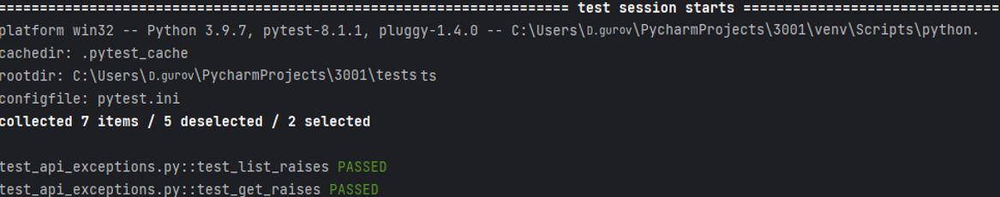 ============================================================== test session starts ============================
platform win32 -- Python 3.9.7, pytest-8.1.1, pluggy-1.4.0 -- C:\Users\D.gurov\PycharmProjects\3001\venv\Scripts\python.
cachedir: .pytest_cache
rootdir: C:\Users\D.gurov\PycharmProjects\3001\tests ts
configfile: pytest.ini
collected 7 items / 5 deselected / 2 selected
test_api_exceptions.py::test_list_raises PASSED
test_api_exceptions.py::test_get_raises PASSED